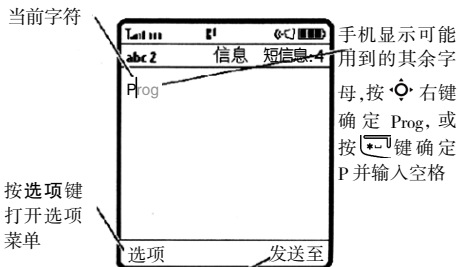 当前字符
abc 2 信息 短信息:4
Prog
手机显示可能
用到的其余字
母,按 右键
确定 Prog, 或
按 键确定
P 并输入空格
按选项键
打开选项
菜单
选项 发送至